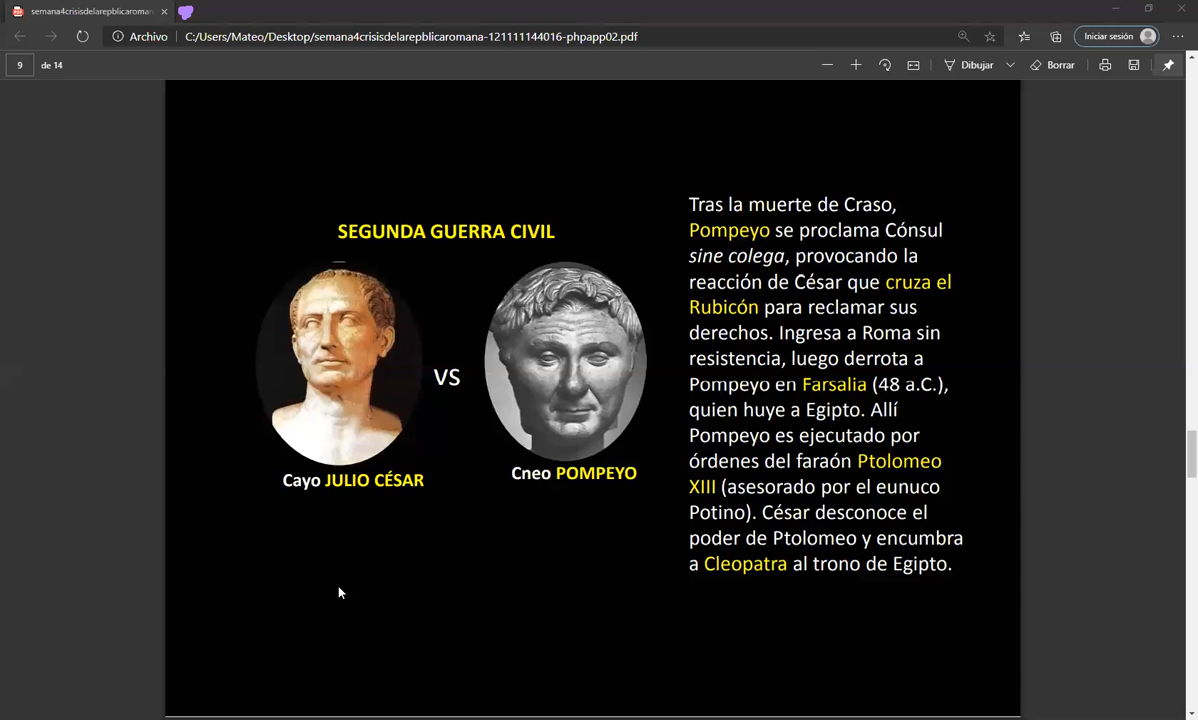 semana4crisisdelarepblicaroman
Archivo
C:/Users/Mateo/Desktop/semana4crisisdelarepblicaromana-121111144016-phpapp02.pdf
Iniciar sesión
9 de 14
Dibujar
Borrar
SEGUNDA GUERRA CIVIL
VS
Cayo JULIO CÉSAR
Cneo POMPEYO
Tras la muerte de Craso,
Pompeyo se proclama Cónsul
sine colega, provocando la
reacción de César que cruza el
Rubicón para reclamar sus
derechos. Ingresa a Roma sin
resistencia, luego derrota a
Pompeyo en Farsalia (48 a.C.),
quien huye a Egipto. Allí
Pompeyo es ejecutado por
órdenes del faraón Ptolomeo
XIII (asesorado por el eunuco
Potino). César desconoce el
poder de Ptolomeo y encumbra
a Cleopatra al trono de Egipto.